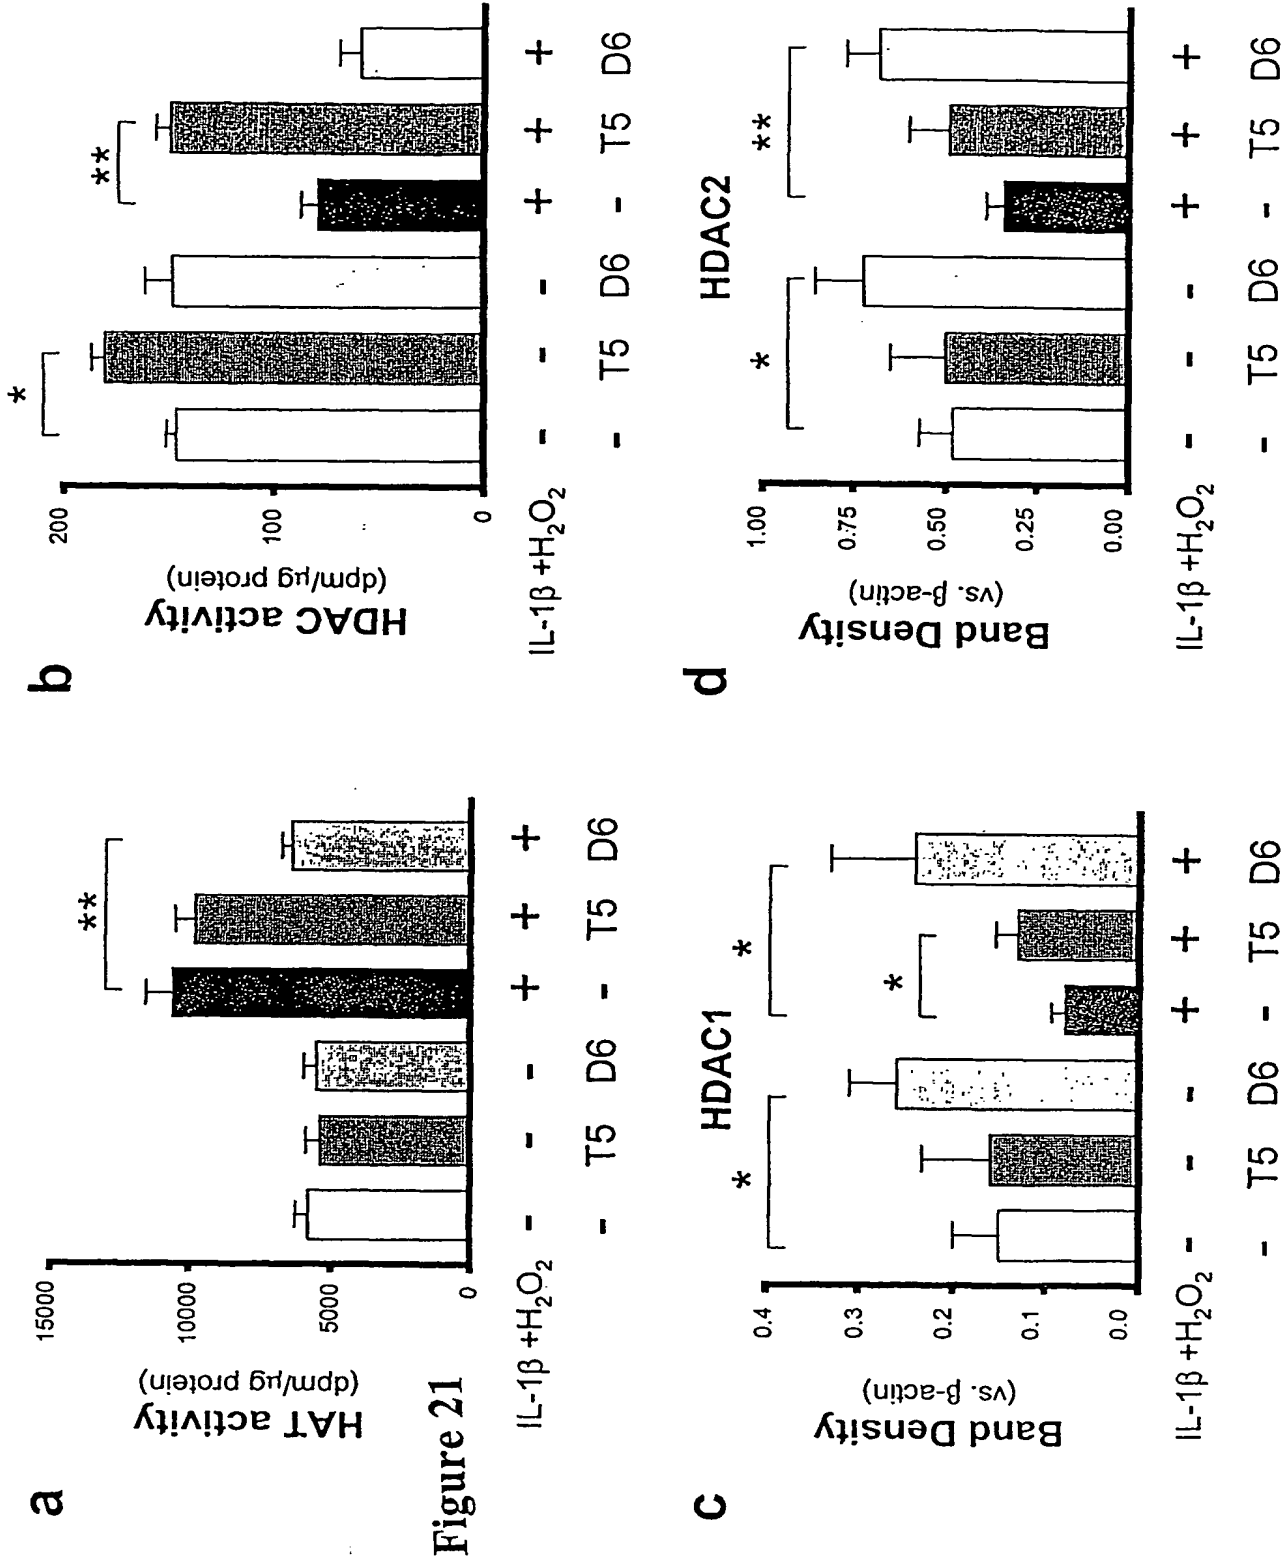 a
HAT activity
(dpm/µg protein)
15000
10000
5000
0
**
IL-1β +H₂O₂ - - - + + +
- T5 D6 - T5 D6
b
HDAC activity
(dpm/µg protein)
200
100
0
*
**
IL-1β +H₂O₂ - - - + + +
- T5 D6 - T5 D6
Figure 21
c
HDAC1
Band Density
(vs. β-actin)
0.4
0.3
0.2
0.1
0.0
*
*
*
IL-1β +H₂O₂ - - - + + +
- T5 D6 - T5 D6
d
HDAC2
Band Density
(vs. β-actin)
1.00
0.75
0.50
0.25
0.00
*
**
IL-1β +H₂O₂ - - - + + +
- T5 D6 - T5 D6